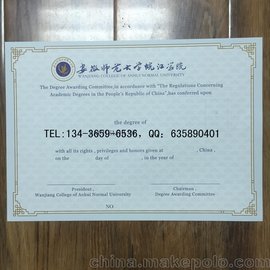 安徽师范大学皖江学院
WANJIANG COLLEGE OF ANHUI NORMAL UNIVERSITY
The Degree Awarding Committee,in accordance with "The Regulations Concerning
Academic Degrees in the People's Republic of China",has conferred upon
the degree of
TEL:134-3659-6536，QQ：635890401
with all its rights , privileges and honors given at , China ,
on the day of , in the year of
President , Chairman ,
Wanjiang College of Anhui Normal University Degree Awarding Committee
NO.
china.makepolo.com